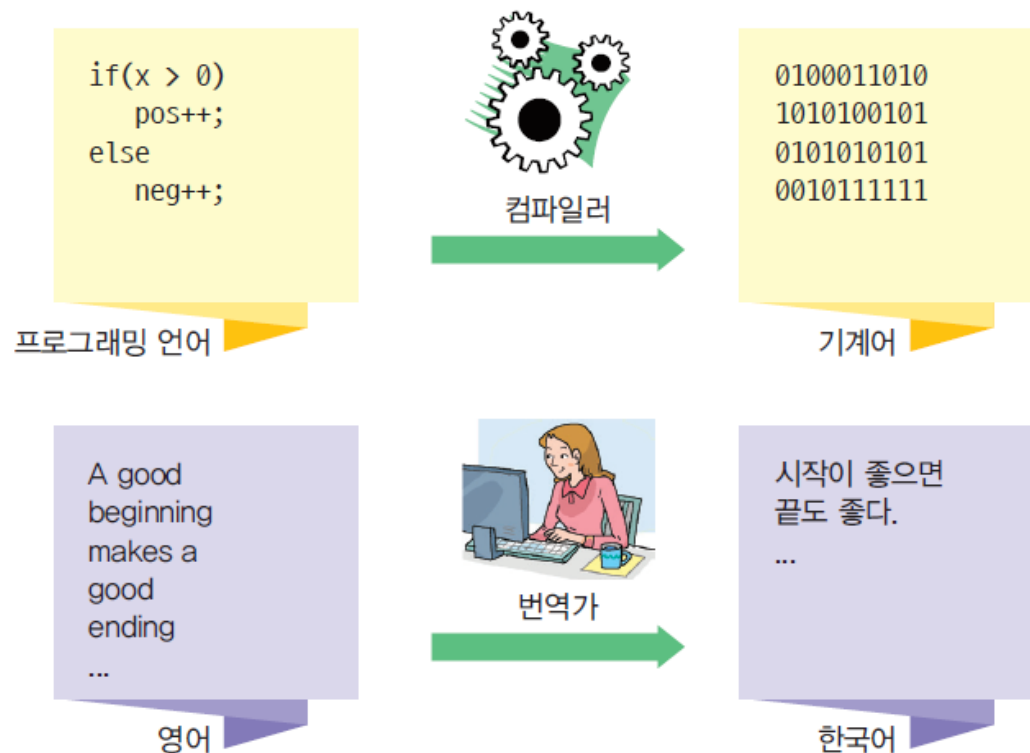 if(x > 0)
pos++;
else
neg++;
컴파일러
0100011010
1010100101
0101010101
0010111111
프로그래밍 언어
기계어
A good
beginning
makes a
good
ending
...
번역가
시작이 좋으면
끝도 좋다.
...
영어
한국어